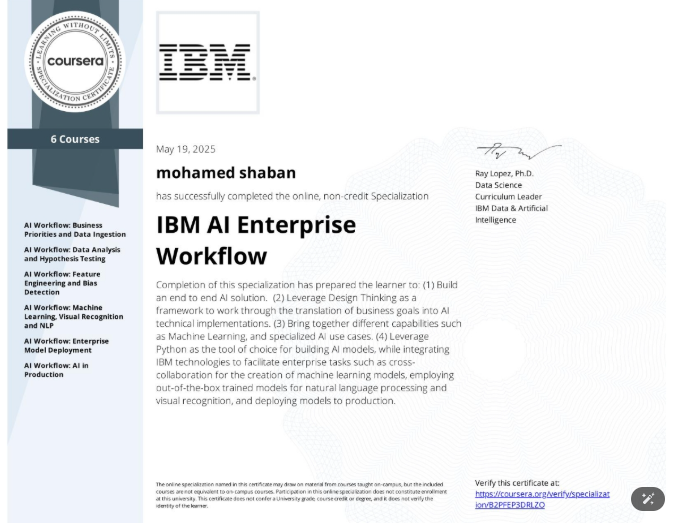 LEARNING WITHOUT LIMITS
coursera
SPECIALIZATION CERTIFICATE
6 Courses
AI Workflow: Business
Priorities and Data Ingestion
AI Workflow: Data Analysis
and Hypothesis Testing
AI Workflow: Feature
Engineering and Bias
Detection
AI Workflow: Machine
Learning, Visual Recognition
and NLP
AI Workflow: Enterprise
Model Deployment
AI Workflow: AI in
Production
IBM®
May 19, 2025
mohamed shaban
has successfully completed the online, non-credit Specialization
IBM AI Enterprise
Workflow
Completion of this specialization has prepared the learner to: (1) Build
an end to end AI solution. (2) Leverage Design Thinking as a
framework to work through the translation of business goals into AI
technical implementations. (3) Bring together different capabilities such
as Machine Learning, and specialized AI use cases. (4) Leverage
Python as the tool of choice for building AI models, while integrating
IBM technologies to facilitate enterprise tasks such as cross-
collaboration for the creation of machine learning models, employing
out-of-the-box trained models for natural language processing and
visual recognition, and deploying models to production.
Ray Lopez, Ph.D.
Data Science
Curriculum Leader
IBM Data & Artificial
Intelligence
The online specialization named in this certificate may draw on material from courses taught on-campus, but the included
courses are not equivalent to on-campus courses. Participation in this online specialization does not constitute enrollment
at this university. This certificate does not confer a University grade, course credit or degree, and it does not verify the
identity of the learner.
Verify this certificate at:
https://coursera.org/verify/specializat
ion/B2PFEP3DRLZO